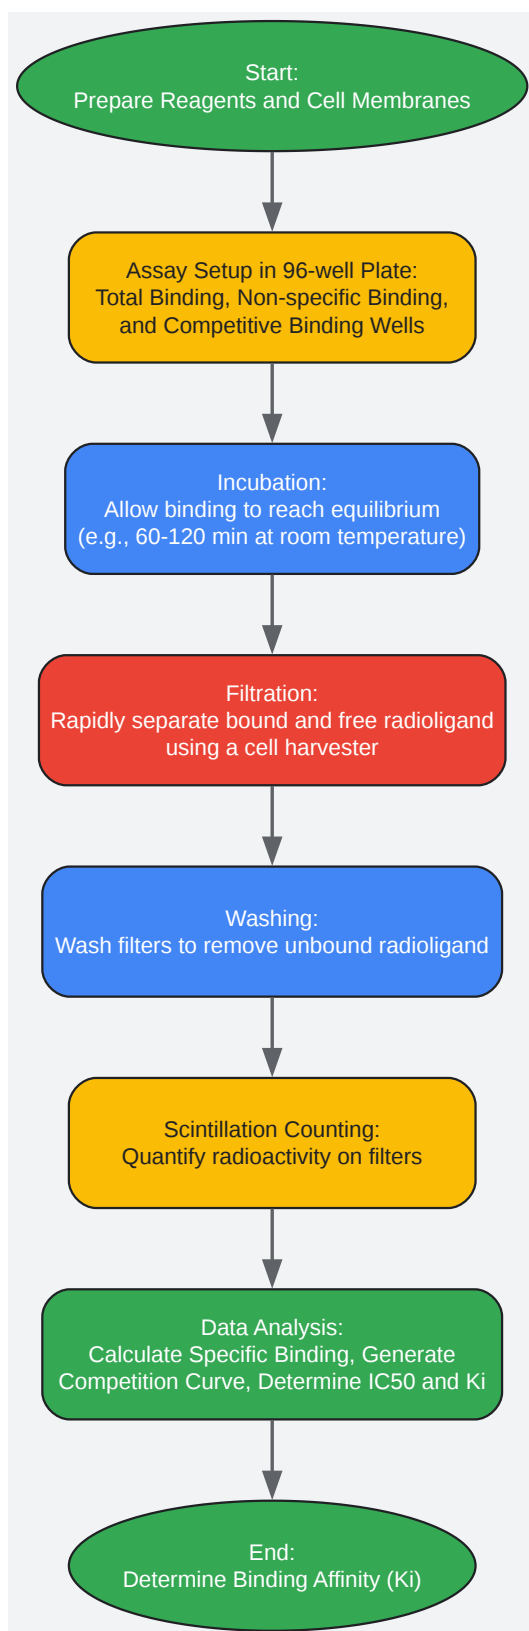 Start:
Prepare Reagents and Cell Membranes
Assay Setup in 96-well Plate:
Total Binding, Non-specific Binding,
and Competitive Binding Wells
Incubation:
Allow binding to reach equilibrium
(e.g., 60-120 min at room temperature)
Filtration:
Rapidly separate bound and free radioligand
using a cell harvester
Washing:
Wash filters to remove unbound radioligand
Scintillation Counting:
Quantify radioactivity on filters
Data Analysis:
Calculate Specific Binding, Generate
Competition Curve, Determine IC50 and Ki
End:
Determine Binding Affinity (Ki)